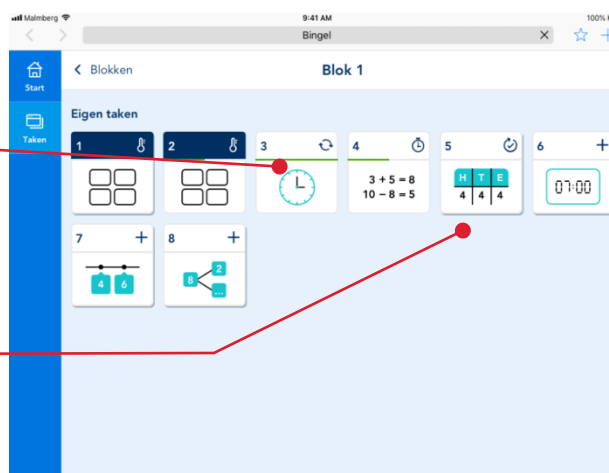 Malmberg 9:41 AM 100%
Bingel
Start
Blokken
Blok 1
Taken
Eigen taken
1 2 3 4 5 6
3 + 5 = 8
10 – 8 = 5
H T E
4 4 4
07:00
7 8
4 6
8 2 ...